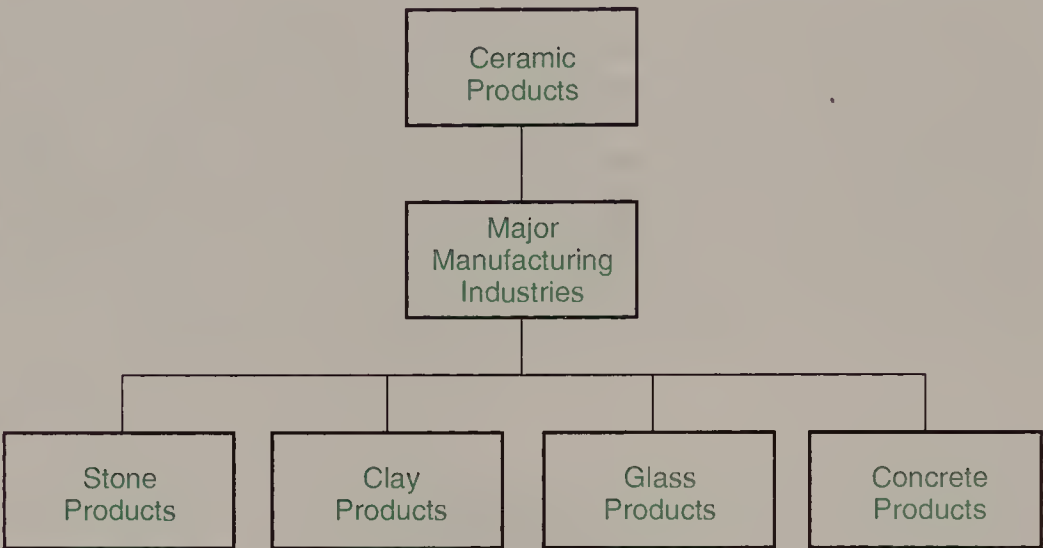 Ceramic
Products
Major
Manufacturing
Industries
Stone
Products
Clay
Products
Glass
Products
Concrete
Products